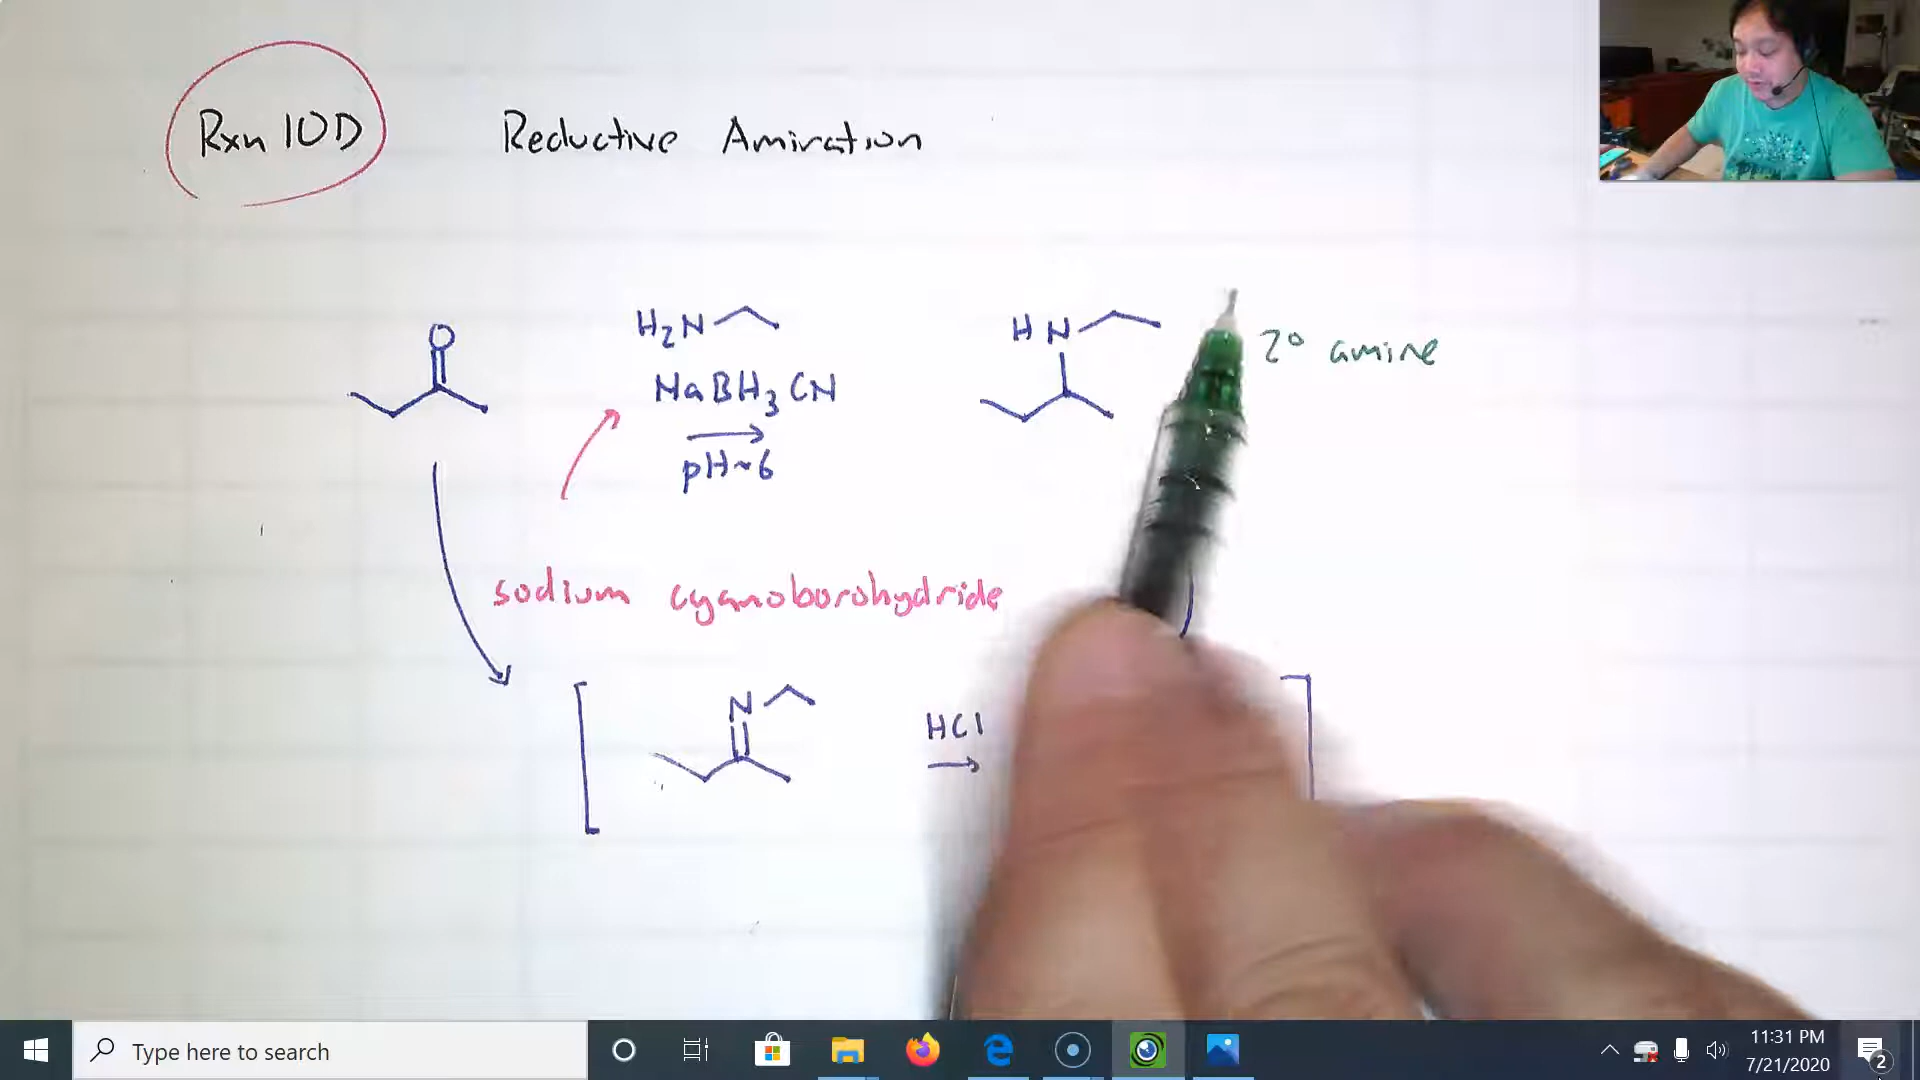 Rxn 10D Reductive Amination
O
H2N
HN
2° amine
NaBH3CN
pH~6
sodium cyanoborohydride
N
HCl
Type here to search
11:31 PM
7/21/2020
2